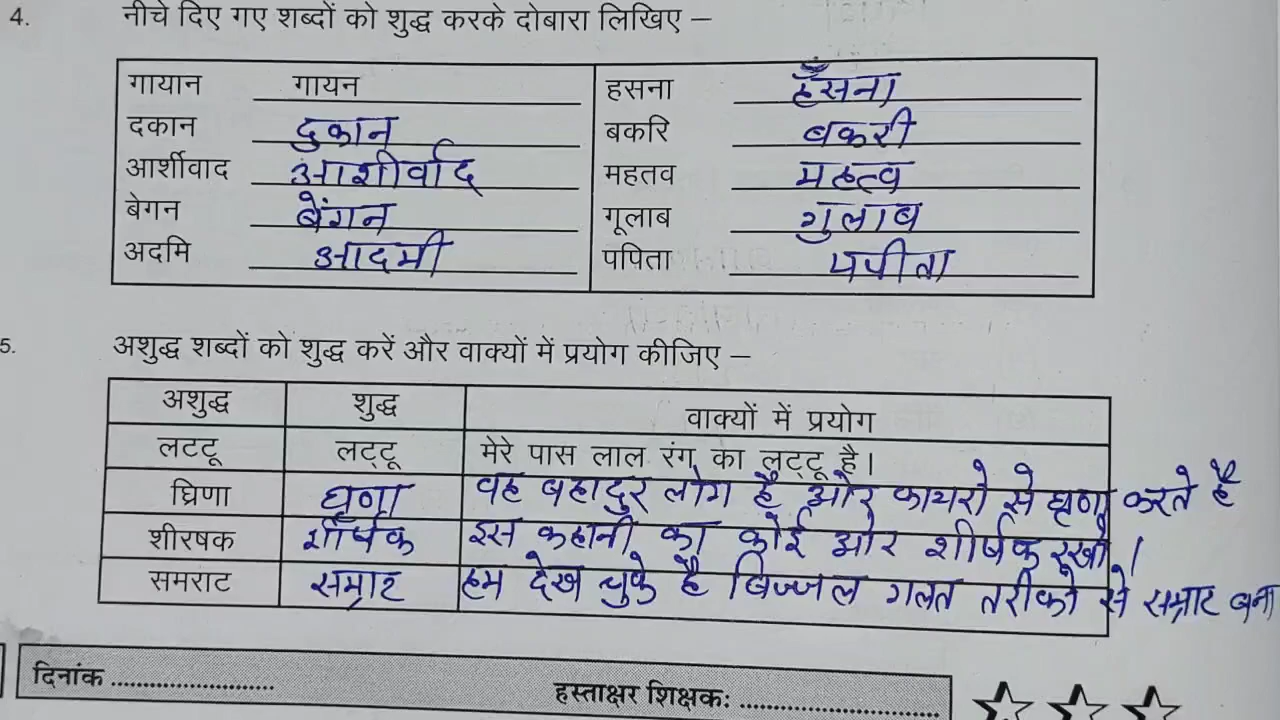 4. नीचे दिए गए शब्दों को शुद्ध करके दोबारा लिखिए –
गायान गायन हसना हँसना
दकान दुकान बकरि बकरी
आर्शीवाद आशीर्वाद महतव महत्व
बेगन बेंगन गूलाब गुलाब
अदमि आदमी पपिता पपीता
5. अशुद्ध शब्दों को शुद्ध करें और वाक्यों में प्रयोग कीजिए –
अशुद्ध शुद्ध वाक्यों में प्रयोग
लटटू लट्टू मेरे पास लाल रंग का लट्टू है।
घ्रिणा घृणा वह बहादुर लोग है और कायरो से घृणा करते है
शीरषक शीर्षक इस कहानी का कोई और शीर्षक रखो।
समराट सम्राट हम देख चुके है बिज्जल गलत तरीको से सम्राट बना
दिनांक .............................. हस्ताक्षर शिक्षक: ....................................